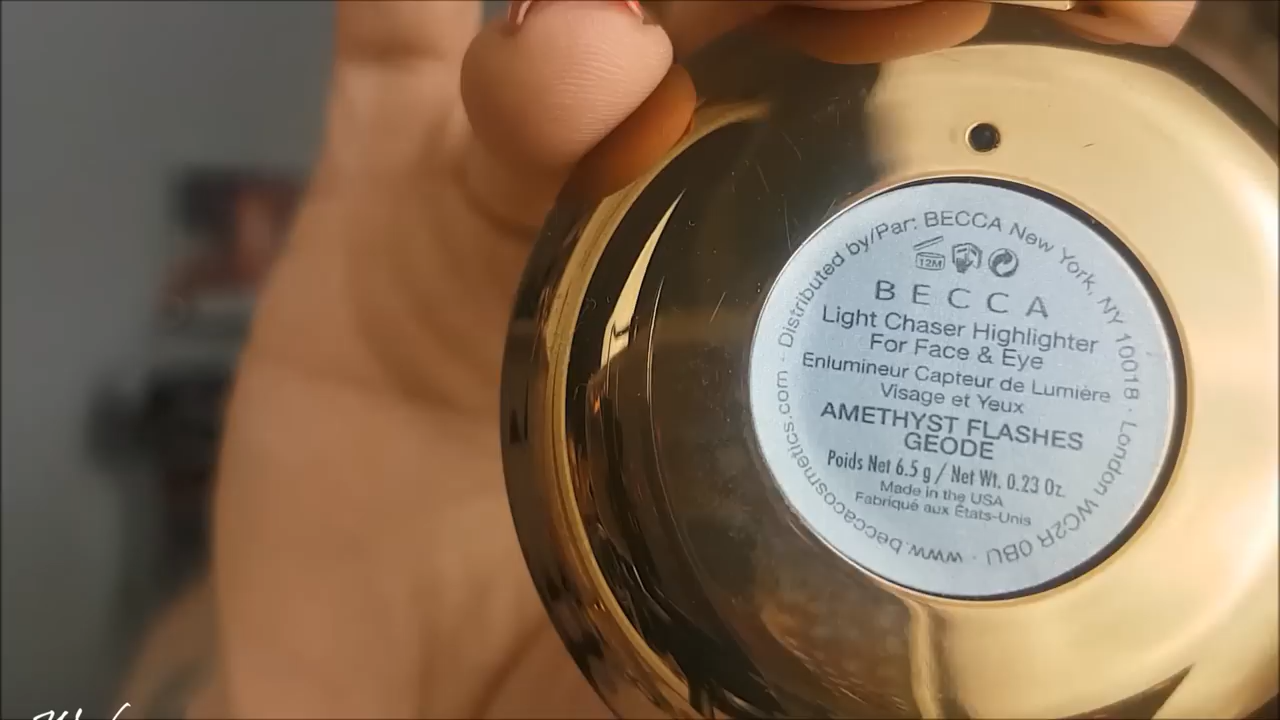 Distributed by/Par: BECCA New York, NY 10018 · London WC2R 0BU · www.beccacosmetics.com ·
12M
BECCA
Light Chaser Highlighter
For Face & Eye
Enlumineur Capteur de Lumière
Visage et Yeux
AMETHYST FLASHES
GEODE
Poids Net 6.5 g / Net Wt. 0.23 Oz.
Made in the USA
Fabriqué aux États-Unis